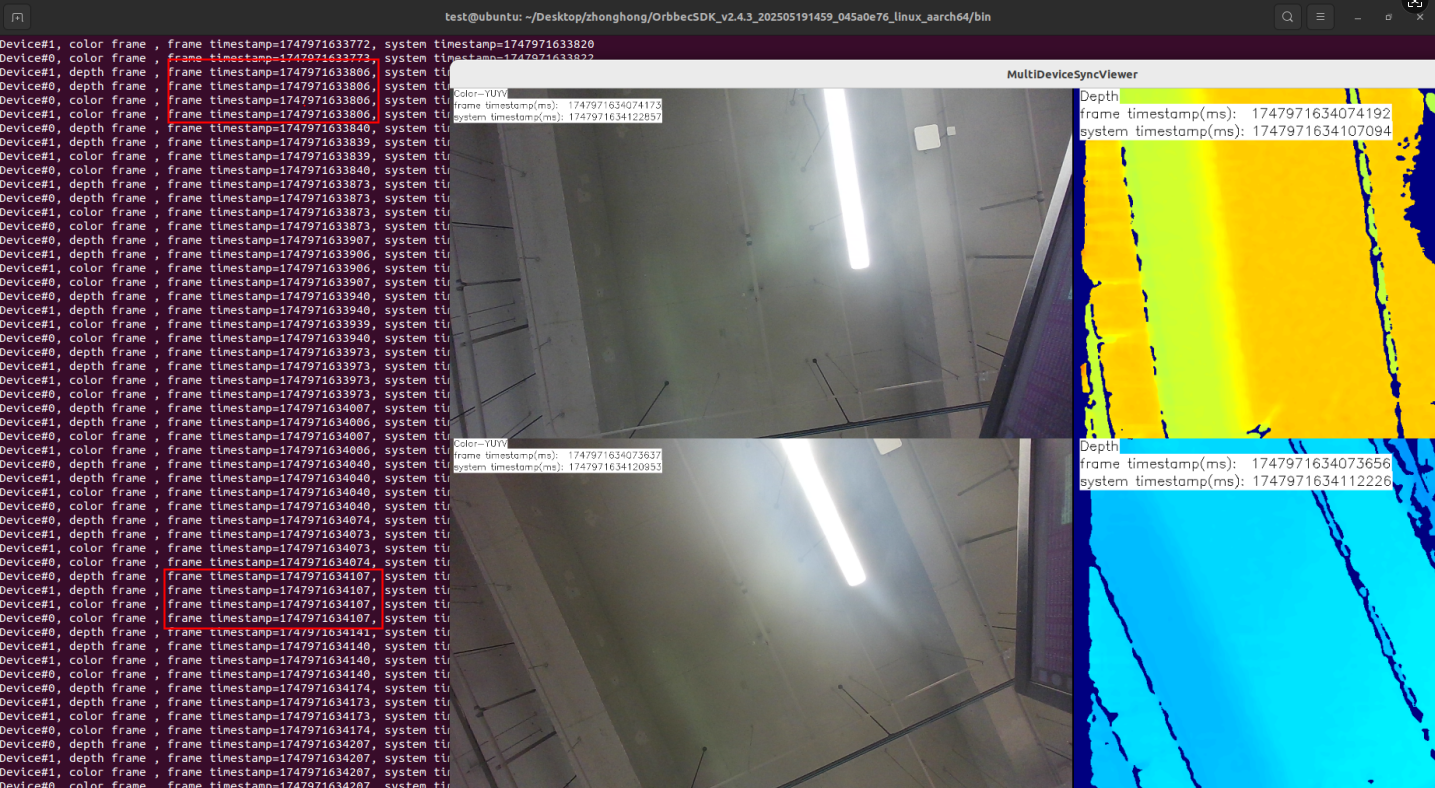 test@ubuntu: ~/Desktop/zhonghong/OrbbecSDK_v2.4.3_202505191459_045a0e76_linux_aarch64/bin
Device#1, color frame , frame timestamp=1747971633772, system timestamp=1747971633820
Device#0, color frame , frame timestamp=1747971633773, system timestamp=1747971633822
Device#1, depth frame , frame timestamp=1747971633806,
Device#0, depth frame , frame timestamp=1747971633806, system ti
Device#0, color frame , frame timestamp=1747971633806, system ti
Device#1, color frame , frame timestamp=1747971633806, system ti
Device#0, depth frame , frame timestamp=1747971633840, system ti
Device#1, depth frame , frame timestamp=1747971633839, system ti
Device#1, color frame , frame timestamp=1747971633839, system ti
Device#0, color frame , frame timestamp=1747971633840, system ti
Device#1, depth frame , frame timestamp=1747971633873, system ti
Device#0, depth frame , frame timestamp=1747971633873, system ti
Device#1, color frame , frame timestamp=1747971633873, system ti
Device#0, color frame , frame timestamp=1747971633873, system ti
Device#0, depth frame , frame timestamp=1747971633907, system ti
Device#1, depth frame , frame timestamp=1747971633906, system ti
Device#1, color frame , frame timestamp=1747971633906, system ti
Device#0, color frame , frame timestamp=1747971633907, system ti
Device#0, depth frame , frame timestamp=1747971633940, system ti
Device#1, depth frame , frame timestamp=1747971633940, system ti
Device#1, color frame , frame timestamp=1747971633939, system ti
Device#0, color frame , frame timestamp=1747971633940, system ti
Device#0, depth frame , frame timestamp=1747971633973, system ti
Device#1, depth frame , frame timestamp=1747971633973, system ti
Device#1, color frame , frame timestamp=1747971633973, system ti
Device#0, color frame , frame timestamp=1747971633973, system ti
Device#0, depth frame , frame timestamp=1747971634007, system ti
Device#1, depth frame , frame timestamp=1747971634006, system ti
Device#0, color frame , frame timestamp=1747971634007, system ti
Device#1, color frame , frame timestamp=1747971634006, system ti
Device#0, depth frame , frame timestamp=1747971634040, system ti
Device#1, depth frame , frame timestamp=1747971634040, system ti
Device#1, color frame , frame timestamp=1747971634040, system ti
Device#0, color frame , frame timestamp=1747971634040, system ti
Device#0, depth frame , frame timestamp=1747971634074, system ti
Device#1, depth frame , frame timestamp=1747971634073, system ti
Device#1, color frame , frame timestamp=1747971634073, system ti
Device#0, color frame , frame timestamp=1747971634074, system ti
Device#0, depth frame , frame timestamp=1747971634107, system ti
Device#1, depth frame , frame timestamp=1747971634107, system ti
Device#1, color frame , frame timestamp=1747971634107, system ti
Device#0, color frame , frame timestamp=1747971634107, system ti
Device#0, depth frame , frame timestamp=1747971634141, system ti
Device#1, depth frame , frame timestamp=1747971634140, system ti
Device#1, color frame , frame timestamp=1747971634140, system ti
Device#0, color frame , frame timestamp=1747971634140, system ti
Device#0, depth frame , frame timestamp=1747971634174, system ti
Device#1, depth frame , frame timestamp=1747971634173, system ti
Device#1, color frame , frame timestamp=1747971634173, system ti
Device#0, color frame , frame timestamp=1747971634174, system ti
Device#0, depth frame , frame timestamp=1747971634207, system ti
Device#1, depth frame , frame timestamp=1747971634207, system ti
Device#1, color frame , frame timestamp=1747971634207, system ti
Device#0, color frame , frame timestamp=1747971634207, system ti
MultiDeviceSyncViewer
Color-YUYV
frame timestamp(ms): 1747971634074173
system timestamp(ms): 1747971634122857
Depth
frame timestamp(ms): 1747971634074192
system timestamp(ms): 1747971634107094
Color-YUYV
frame timestamp(ms): 1747971634073637
system timestamp(ms): 1747971634120953
Depth
frame timestamp(ms): 1747971634073656
system timestamp(ms): 1747971634112226